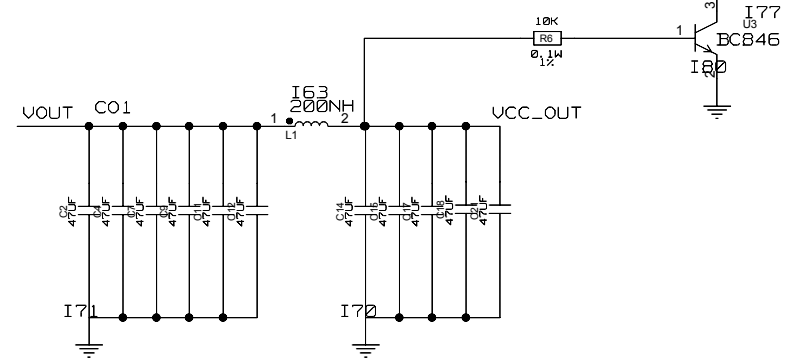 3
I77
U3
10K
R6
0.1W
1%
1
BC846
I80
2
I63
200NH
VOUT
CO1
1
2
L1
VCC_OUT
C2
47UF
C4
47UF
C7
47UF
C9
47UF
C11
47UF
C12
47UF
C14
47UF
C15
47UF
C17
47UF
C18
47UF
C21
47UF
I71
I70